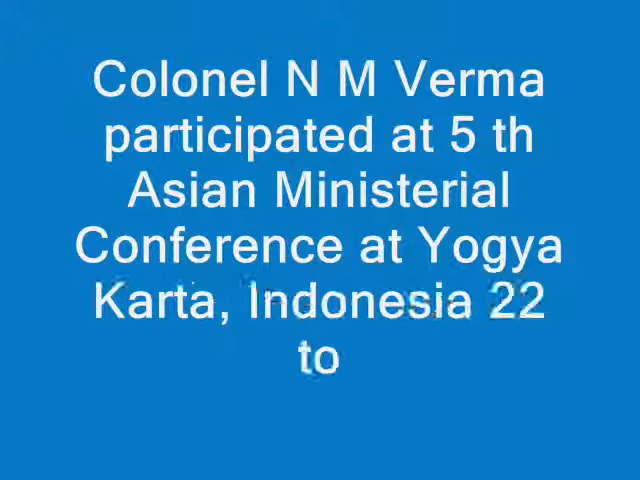 Colonel N M Verma
participated at 5 th
Asian Ministerial
Conference at Yogya
Karta, Indonesia 22
to